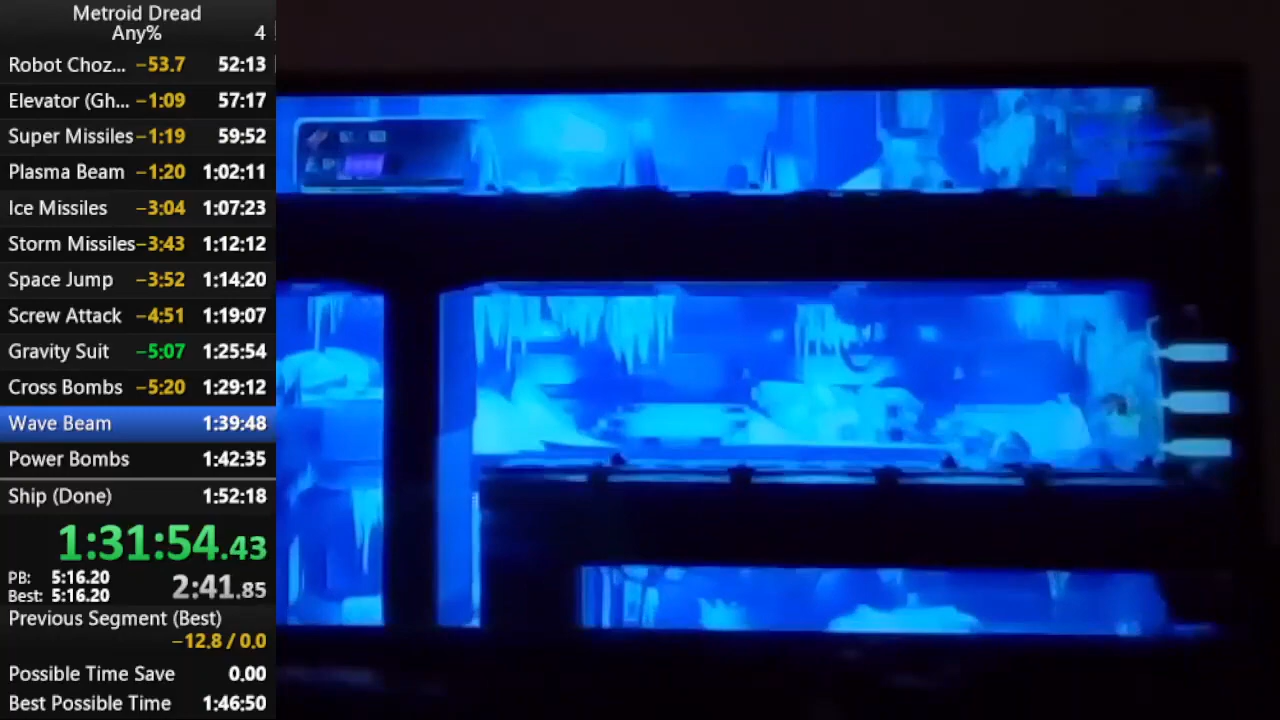 Metroid Dread
Any% 4
Robot Choz... −53.7 52:13
Elevator (Gh... −1:09 57:17
Super Missiles −1:19 59:52
Plasma Beam −1:20 1:02:11
Ice Missiles −3:04 1:07:23
Storm Missiles −3:43 1:12:12
Space Jump −3:52 1:14:20
Screw Attack −4:51 1:19:07
Gravity Suit −5:07 1:25:54
Cross Bombs −5:20 1:29:12
Wave Beam 1:39:48
Power Bombs 1:42:35
Ship (Done) 1:52:18
1:31:54.43
PB: 5:16.20
Best: 5:16.20
2:41.85
Previous Segment (Best)
−12.8 / 0.0
Possible Time Save 0.00
Best Possible Time 1:46:50